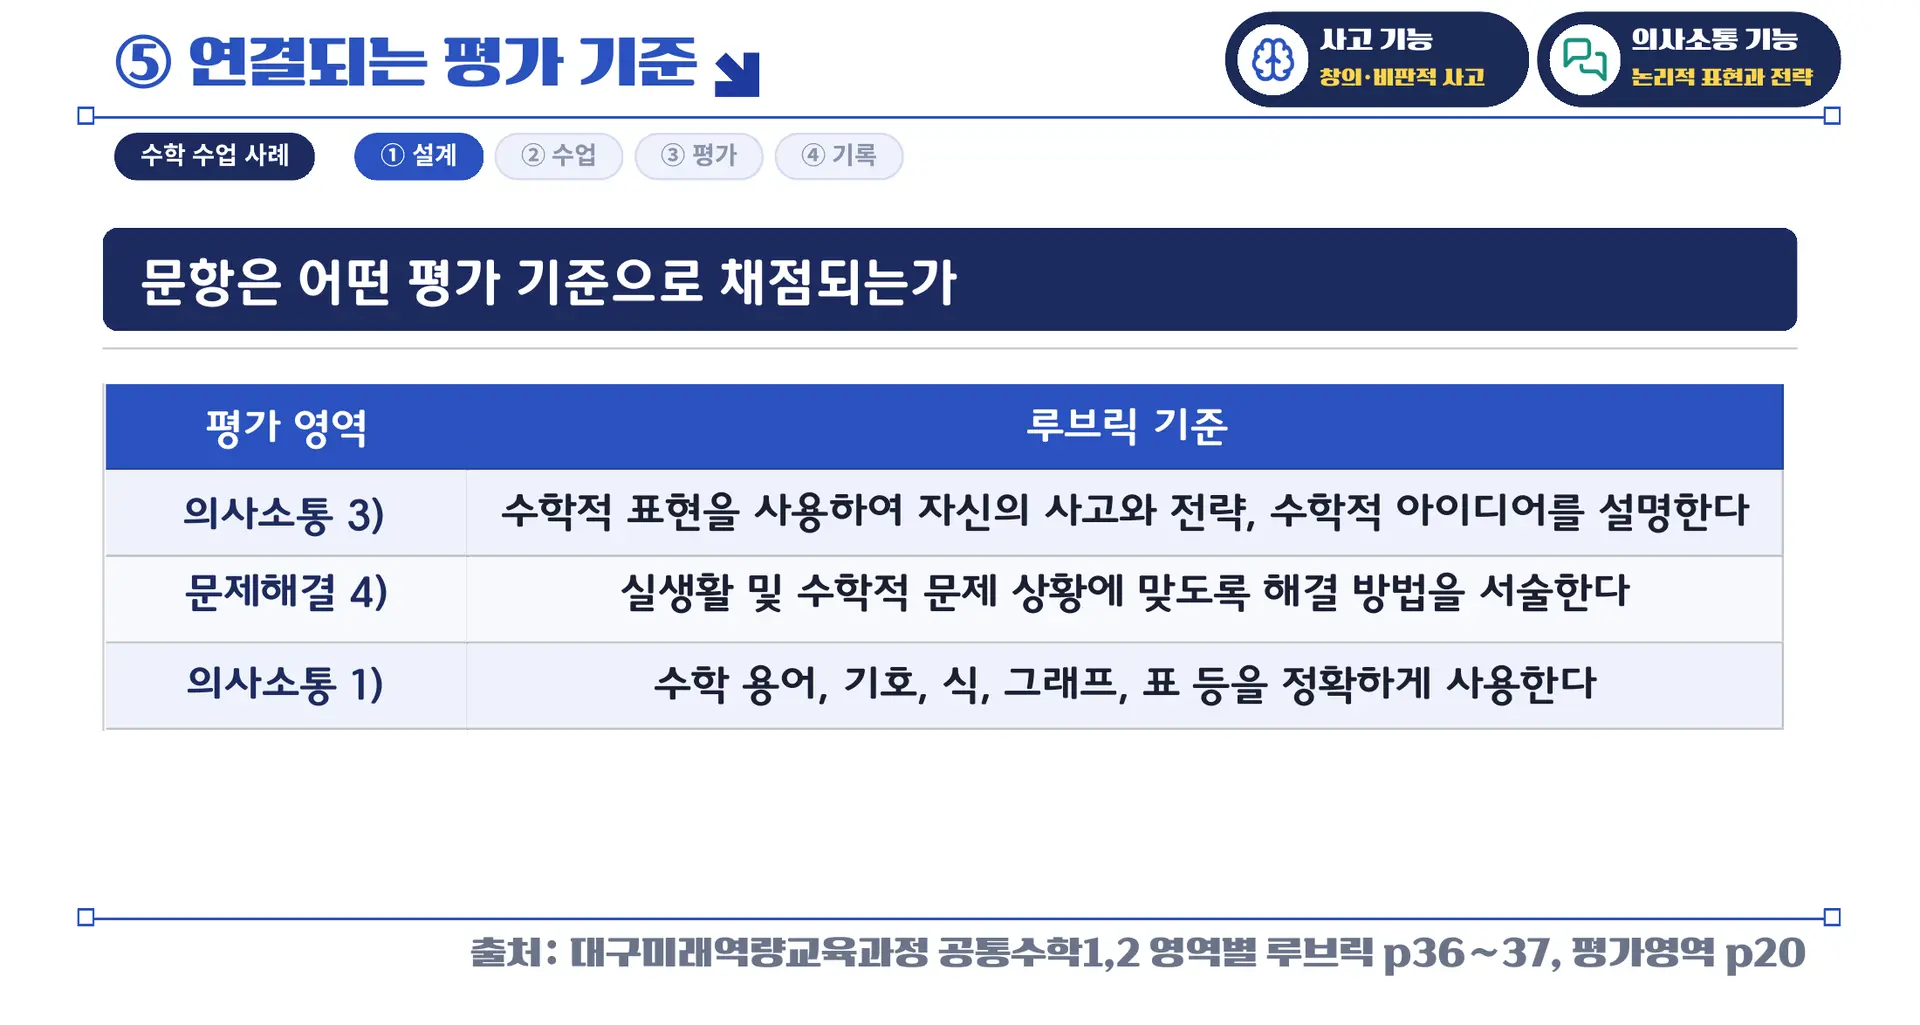 ⑤ 연결되는 평가 기준
사고 기능
창의·비판적 사고
의사소통 기능
논리적 표현과 전략
수학 수업 사례
① 설계
② 수업
③ 평가
④ 기록
문항은 어떤 평가 기준으로 채점되는가
평가 영역
루브릭 기준
의사소통 3)
수학적 표현을 사용하여 자신의 사고와 전략, 수학적 아이디어를 설명한다
문제해결 4)
실생활 및 수학적 문제 상황에 맞도록 해결 방법을 서술한다
의사소통 1)
수학 용어, 기호, 식, 그래프, 표 등을 정확하게 사용한다
출처: 대구미래역량교육과정 공통수학1,2 영역별 루브릭 p36~37, 평가영역 p20